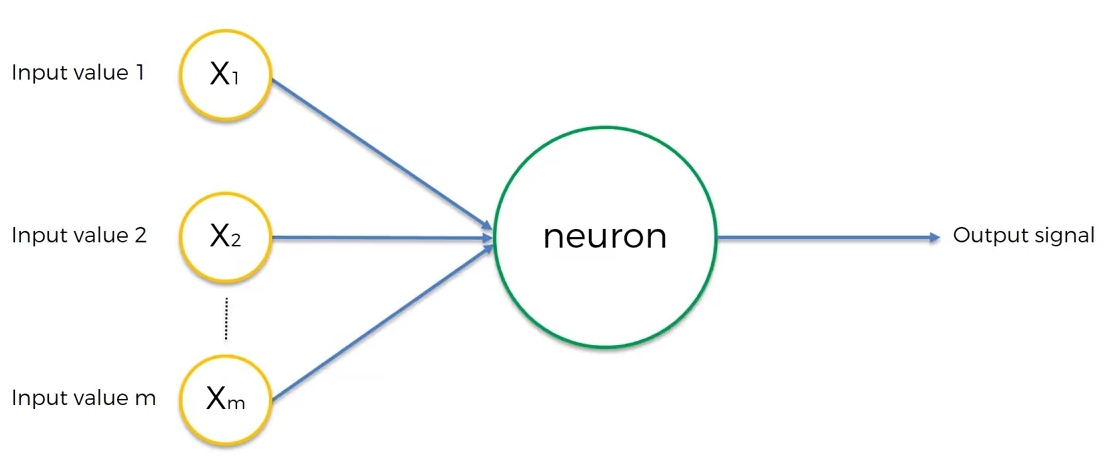 Input value 1
X1
Input value 2
X2
neuron
Output signal
Input value m
Xm